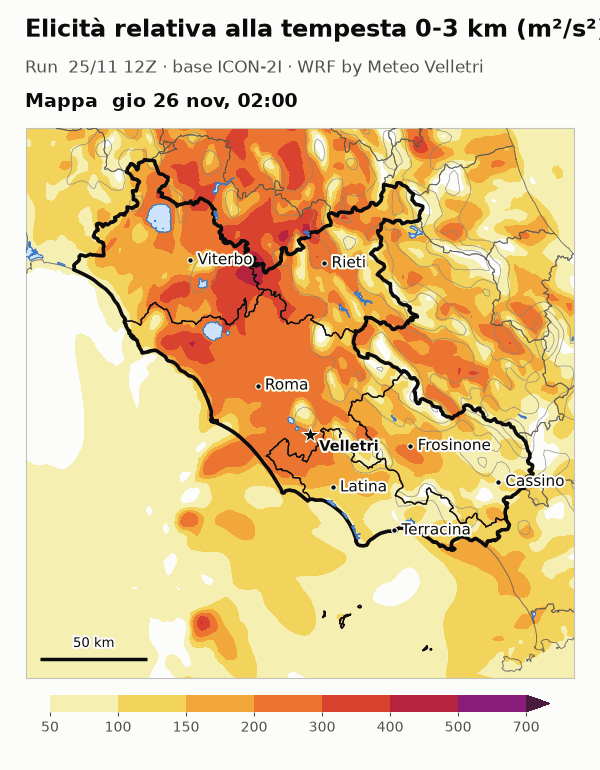 Elicità relativa alla tempesta 0-3 km (m²/s²)
Run 25/11 12Z · base ICON-2I · WRF by Meteo Velletri
Mappa gio 26 nov, 02:00
Viterbo
Rieti
Roma
Velletri
Frosinone
Cassino
Latina
Terracina
50 km
50 100 150 200 300 400 500 700